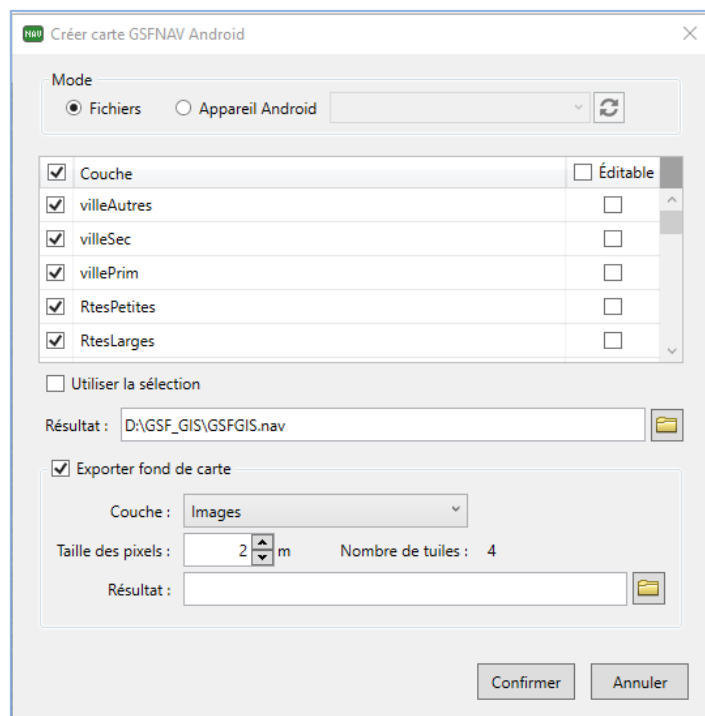 NAV Créer carte GSFNAV Android
Mode
Fichiers Appareil Android
Couche Éditable
villeAutres
villeSec
villePrim
RtesPetites
RtesLarges
Utiliser la sélection
Résultat : D:\GSF_GIS\GSFGIS.nav
Exporter fond de carte
Couche : Images
Taille des pixels : 2 m Nombre de tuiles : 4
Résultat :
Confirmer Annuler